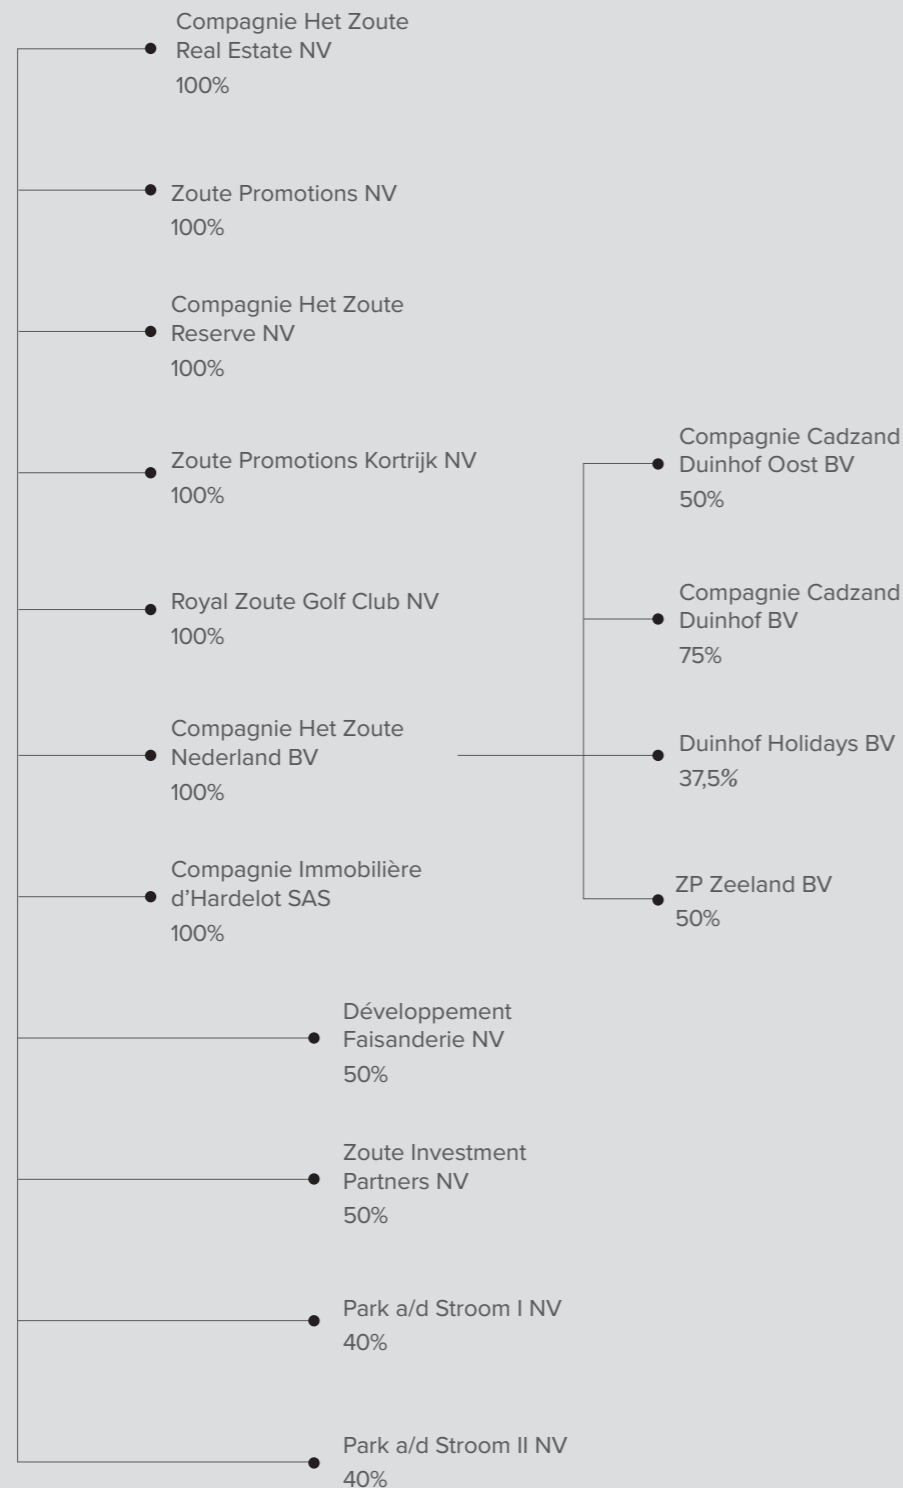 Compagnie Het Zoute
Real Estate NV
100%
Zoute Promotions NV
100%
Compagnie Het Zoute
Reserve NV
100%
Zoute Promotions Kortrijk NV
100%
Royal Zoute Golf Club NV
100%
Compagnie Het Zoute
Nederland BV
100%
Compagnie Cadzand
Duinhof Oost BV
50%
Compagnie Cadzand
Duinhof BV
75%
Duinhof Holidays BV
37,5%
ZP Zeeland BV
50%
Compagnie Immobilière
d’Hardelot SAS
100%
Développement
Faisanderie NV
50%
Zoute Investment
Partners NV
50%
Park a/d Stroom I NV
40%
Park a/d Stroom II NV
40%